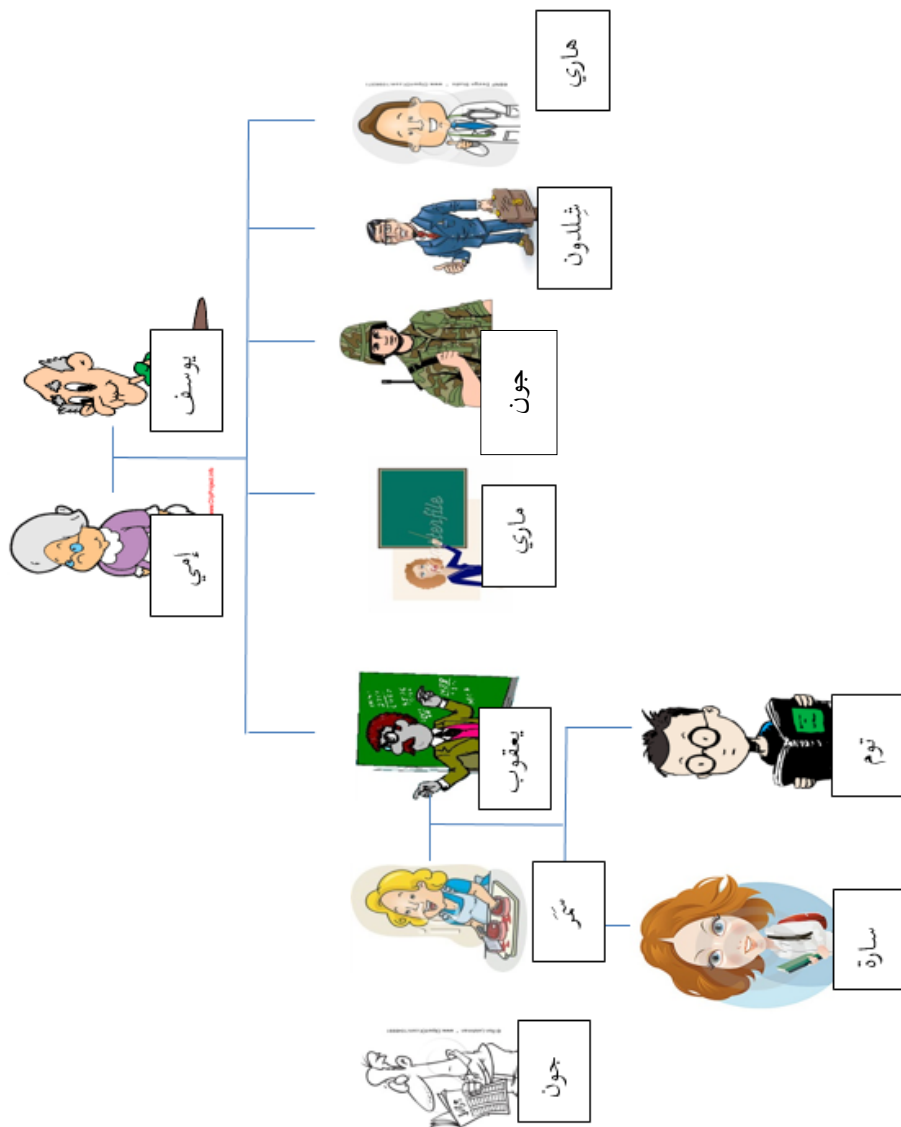 يوسف
إمي
هاري
شِلدون
جون
ماري
يعقوب
سَمَر
جون
توم
سارة